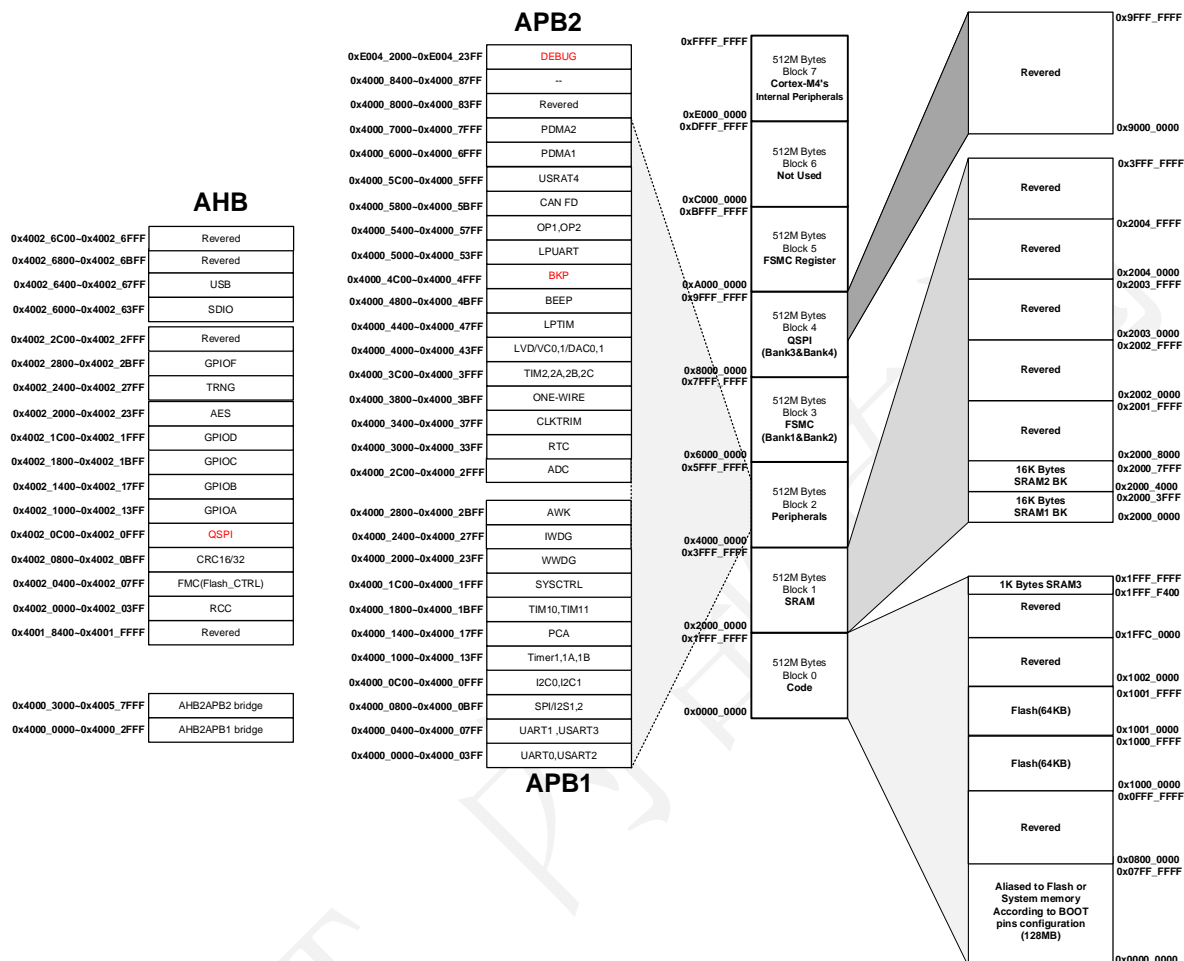 AHB
0x4002_6C00~0x4002_6FFF Revered
0x4002_6800~0x4002_6BFF Revered
0x4002_6400~0x4002_67FF USB
0x4002_6000~0x4002_63FF SDIO
0x4002_2C00~0x4002_2FFF Revered
0x4002_2800~0x4002_2BFF GPIOF
0x4002_2400~0x4002_27FF TRNG
0x4002_2000~0x4002_23FF AES
0x4002_1C00~0x4002_1FFF GPIOD
0x4002_1800~0x4002_1BFF GPIOC
0x4002_1400~0x4002_17FF GPIOB
0x4002_1000~0x4002_13FF GPIOA
0x4002_0C00~0x4002_0FFF QSPI
0x4002_0800~0x4002_0BFF CRC16/32
0x4002_0400~0x4002_07FF FMC(Flash_CTRL)
0x4002_0000~0x4002_03FF RCC
0x4001_8400~0x4001_FFFF Revered
0x4000_3000~0x4005_7FFF AHB2APB2 bridge
0x4000_0000~0x4000_2FFF AHB2APB1 bridge
APB2
0xE004_2000~0xE004_23FF DEBUG
0x4000_8400~0x4000_87FF --
0x4000_8000~0x4000_83FF Revered
0x4000_7000~0x4000_7FFF PDMA2
0x4000_6000~0x4000_6FFF PDMA1
0x4000_5C00~0x4000_5FFF USRAT4
0x4000_5800~0x4000_5BFF CAN FD
0x4000_5400~0x4000_57FF OP1,OP2
0x4000_5000~0x4000_53FF LPUART
0x4000_4C00~0x4000_4FFF BKP
0x4000_4800~0x4000_4BFF BEEP
0x4000_4400~0x4000_47FF LPTIM
0x4000_4000~0x4000_43FF LVD/VC0,1/DAC0,1
0x4000_3C00~0x4000_3FFF TIM2,2A,2B,2C
0x4000_3800~0x4000_3BFF ONE-WIRE
0x4000_3400~0x4000_37FF CLKTRIM
0x4000_3000~0x4000_33FF RTC
0x4000_2C00~0x4000_2FFF ADC
0x4000_2800~0x4000_2BFF AWK
0x4000_2400~0x4000_27FF IWDG
0x4000_2000~0x4000_23FF WWDG
0x4000_1C00~0x4000_1FFF SYSCTRL
0x4000_1800~0x4000_1BFF TIM10,TIM11
0x4000_1400~0x4000_17FF PCA
0x4000_1000~0x4000_13FF Timer1,1A,1B
0x4000_0C00~0x4000_0FFF I2C0,I2C1
0x4000_0800~0x4000_0BFF SPI/I2S1,2
0x4000_0400~0x4000_07FF UART1 ,USART3
0x4000_0000~0x4000_03FF UART0,USART2
APB1
0xFFFF_FFFF
512M Bytes
Block 7
Cortex-M4's
Internal Peripherals
0xE000_0000
0xDFFF_FFFF
512M Bytes
Block 6
Not Used
0xC000_0000
0xBFFF_FFFF
512M Bytes
Block 5
FSMC Register
0xA000_0000
0x9FFF_FFFF
512M Bytes
Block 4
QSPI
(Bank3&Bank4)
0x8000_0000
0x7FFF_FFFF
512M Bytes
Block 3
FSMC
(Bank1&Bank2)
0x6000_0000
0x5FFF_FFFF
512M Bytes
Block 2
Peripherals
0x4000_0000
0x3FFF_FFFF
512M Bytes
Block 1
SRAM
0x2000_0000
0x1FFF_FFFF
512M Bytes
Block 0
Code
0x0000_0000
0x9FFF_FFFF
Revered
0x9000_0000
0x3FFF_FFFF
Revered
0x2004_FFFF
Revered
0x2004_0000
0x2003_FFFF
Revered
0x2003_0000
0x2002_FFFF
Revered
0x2002_0000
0x2001_FFFF
Revered
0x2000_8000
0x2000_7FFF
16K Bytes
SRAM2 BK
0x2000_4000
0x2000_3FFF
16K Bytes
SRAM1 BK
0x2000_0000
0x1FFF_FFFF
1K Bytes SRAM3
0x1FFF_F400
Revered
0x1FFC_0000
Revered
0x1002_0000
0x1001_FFFF
Flash(64KB)
0x1001_0000
0x1000_FFFF
Flash(64KB)
0x1000_0000
0x0FFF_FFFF
Revered
0x0800_0000
0x07FF_FFFF
Aliased to Flash or
System memory
According to BOOT
pins configuration
(128MB)
0x0000_0000